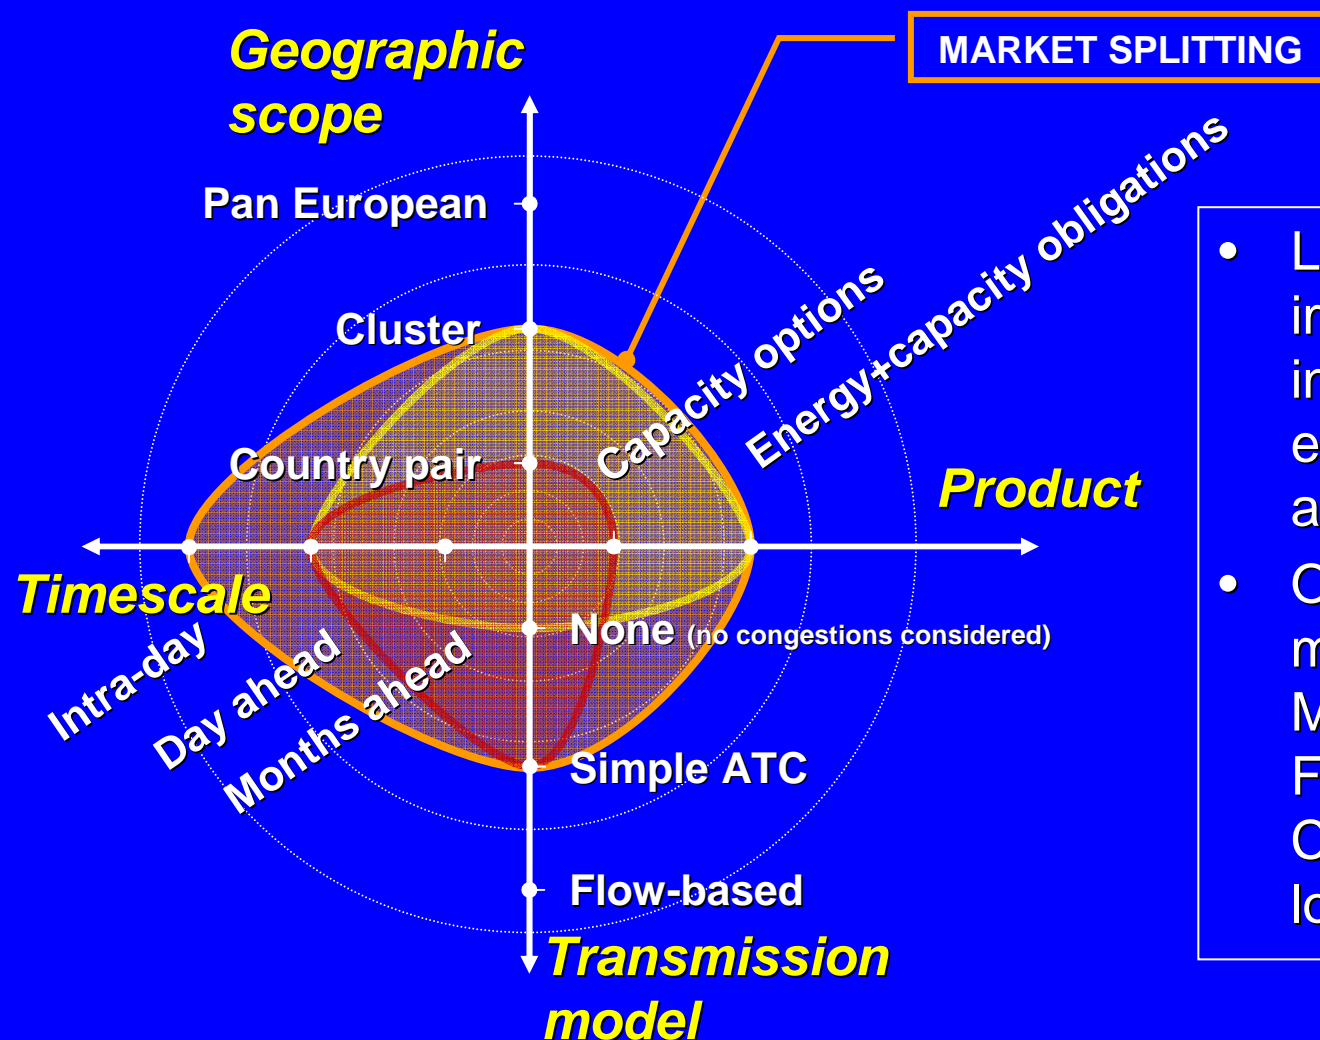 Geographic
scope
MARKET SPLITTING
Pan European
Cluster
Country pair
Capacity options
Energy+capacity obligations
Product
Timescale
Intra-day
Day ahead
Months ahead
None (no congestions considered)
Simple ATC
Flow-based
Transmission
model